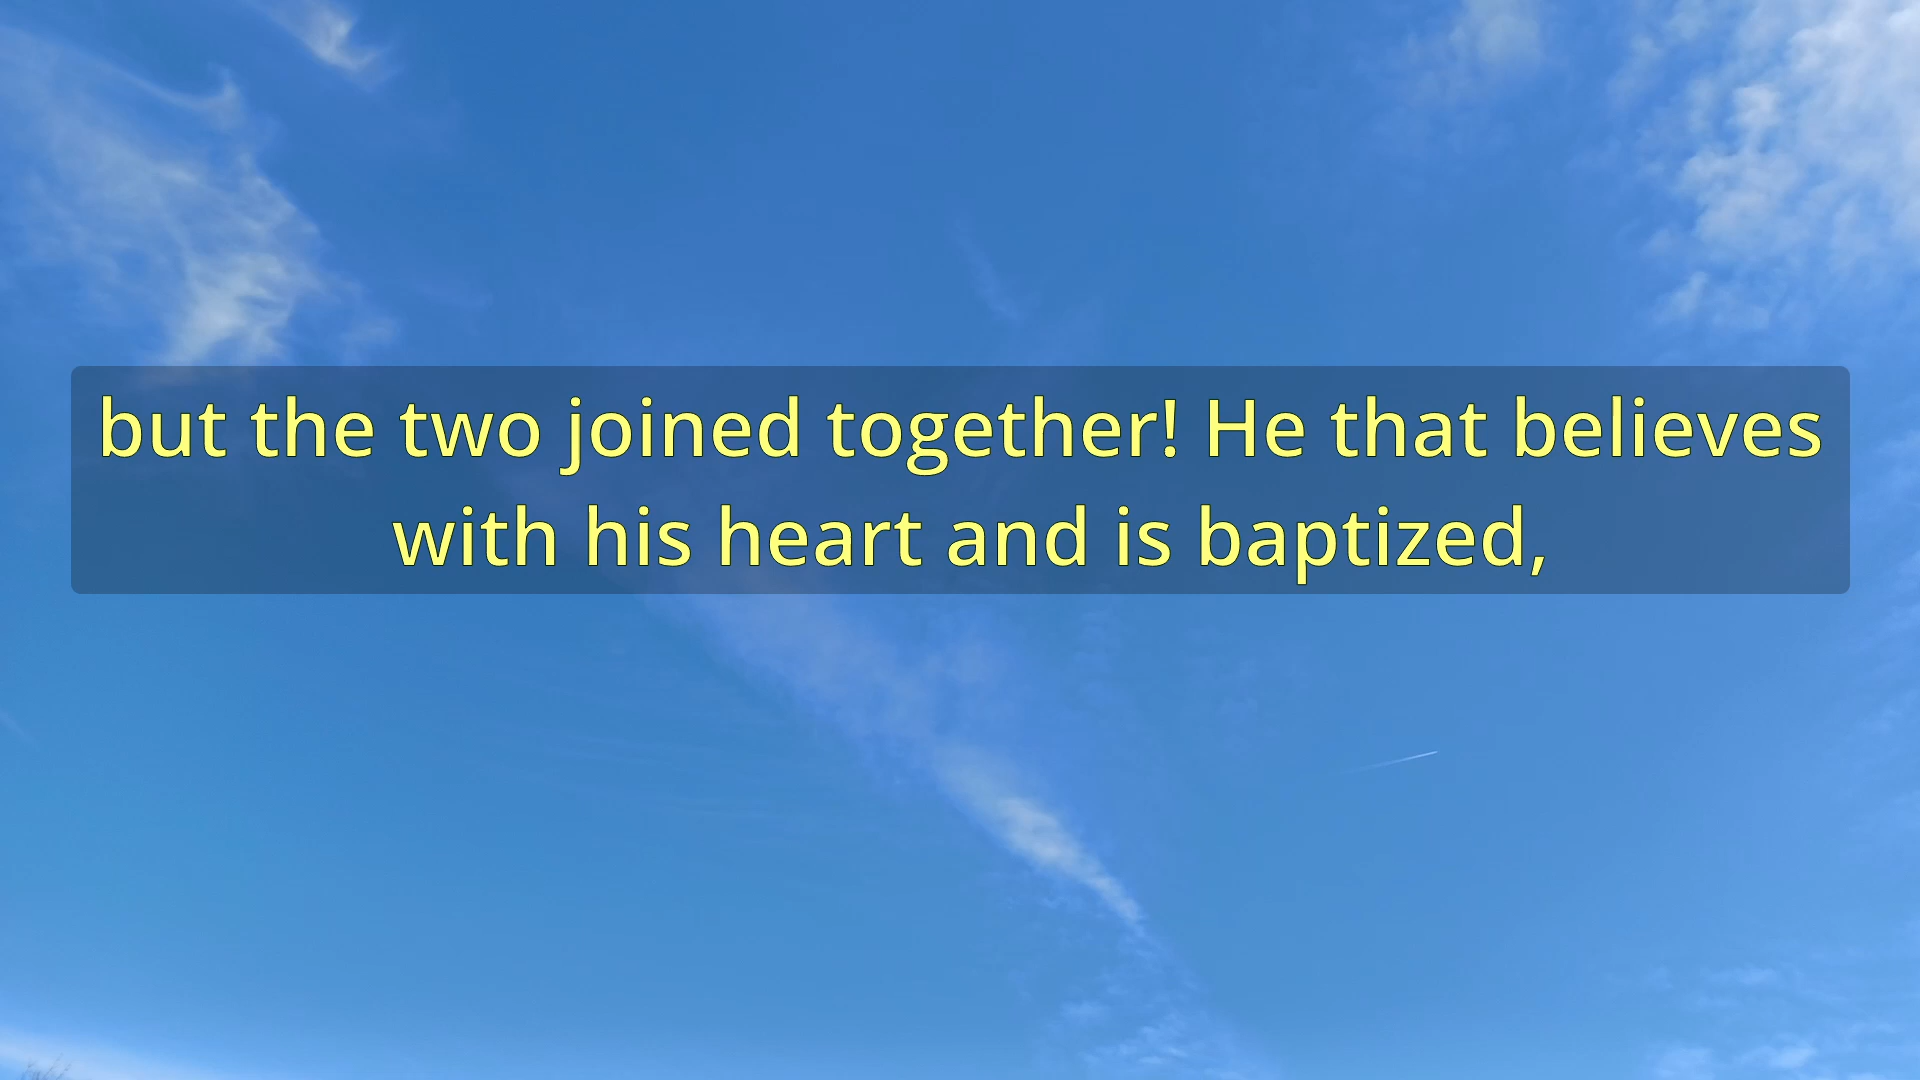 but the two joined together! He that believes
with his heart and is baptized,